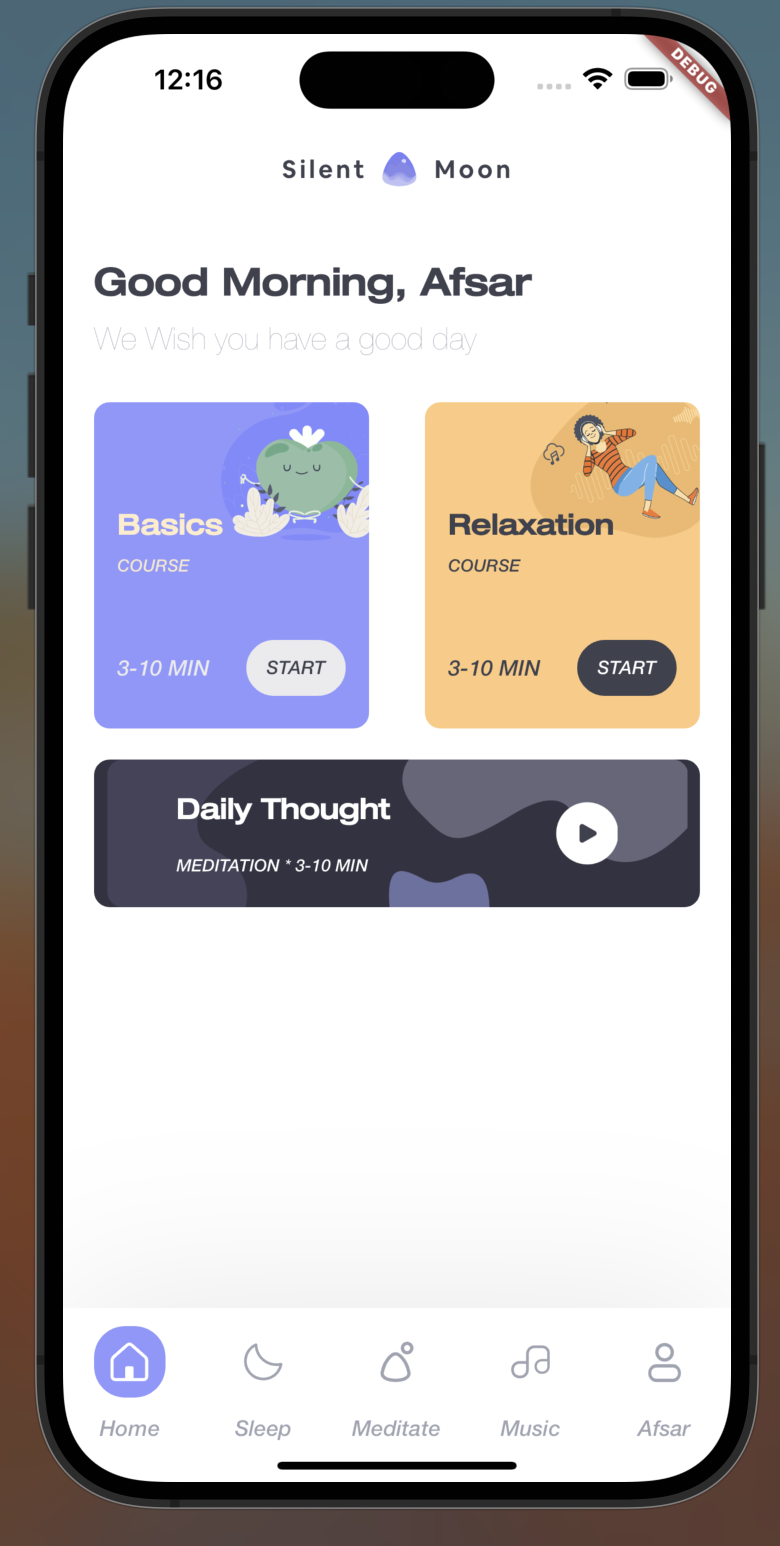 12:16
DEBUG
Silent Moon
Good Morning, Afsar
We Wish you have a good day
Basics
COURSE
3-10 MIN START
Relaxation
COURSE
3-10 MIN START
Daily Thought
MEDITATION * 3-10 MIN
Home Sleep Meditate Music Afsar